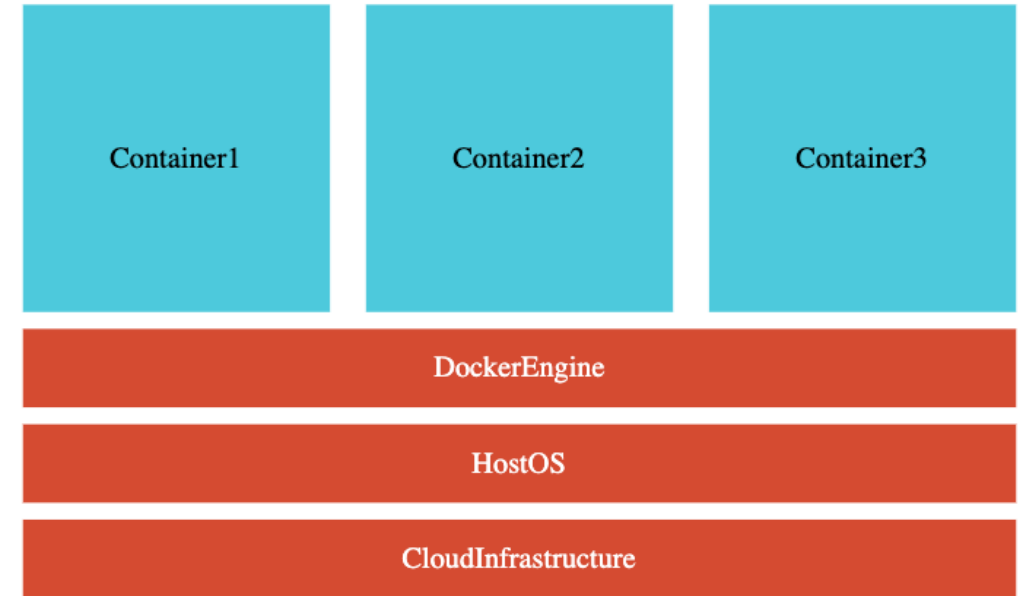 Container1
Container2
Container3
DockerEngine
HostOS
CloudInfrastructure